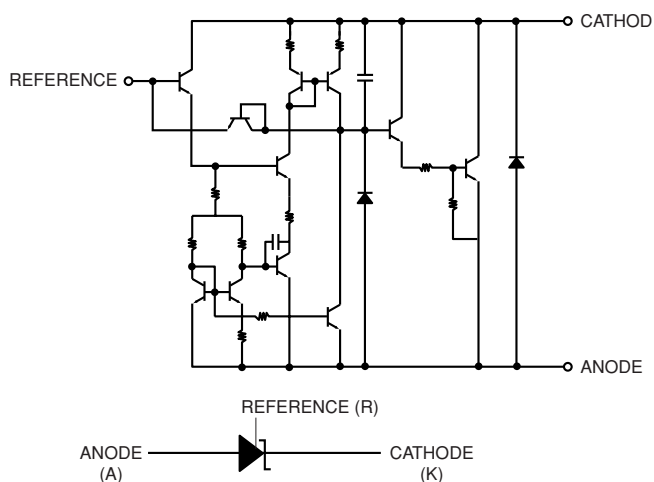 CATHOD
REFERENCE
ANODE
REFERENCE (R)
ANODE
(A)
CATHODE
(K)